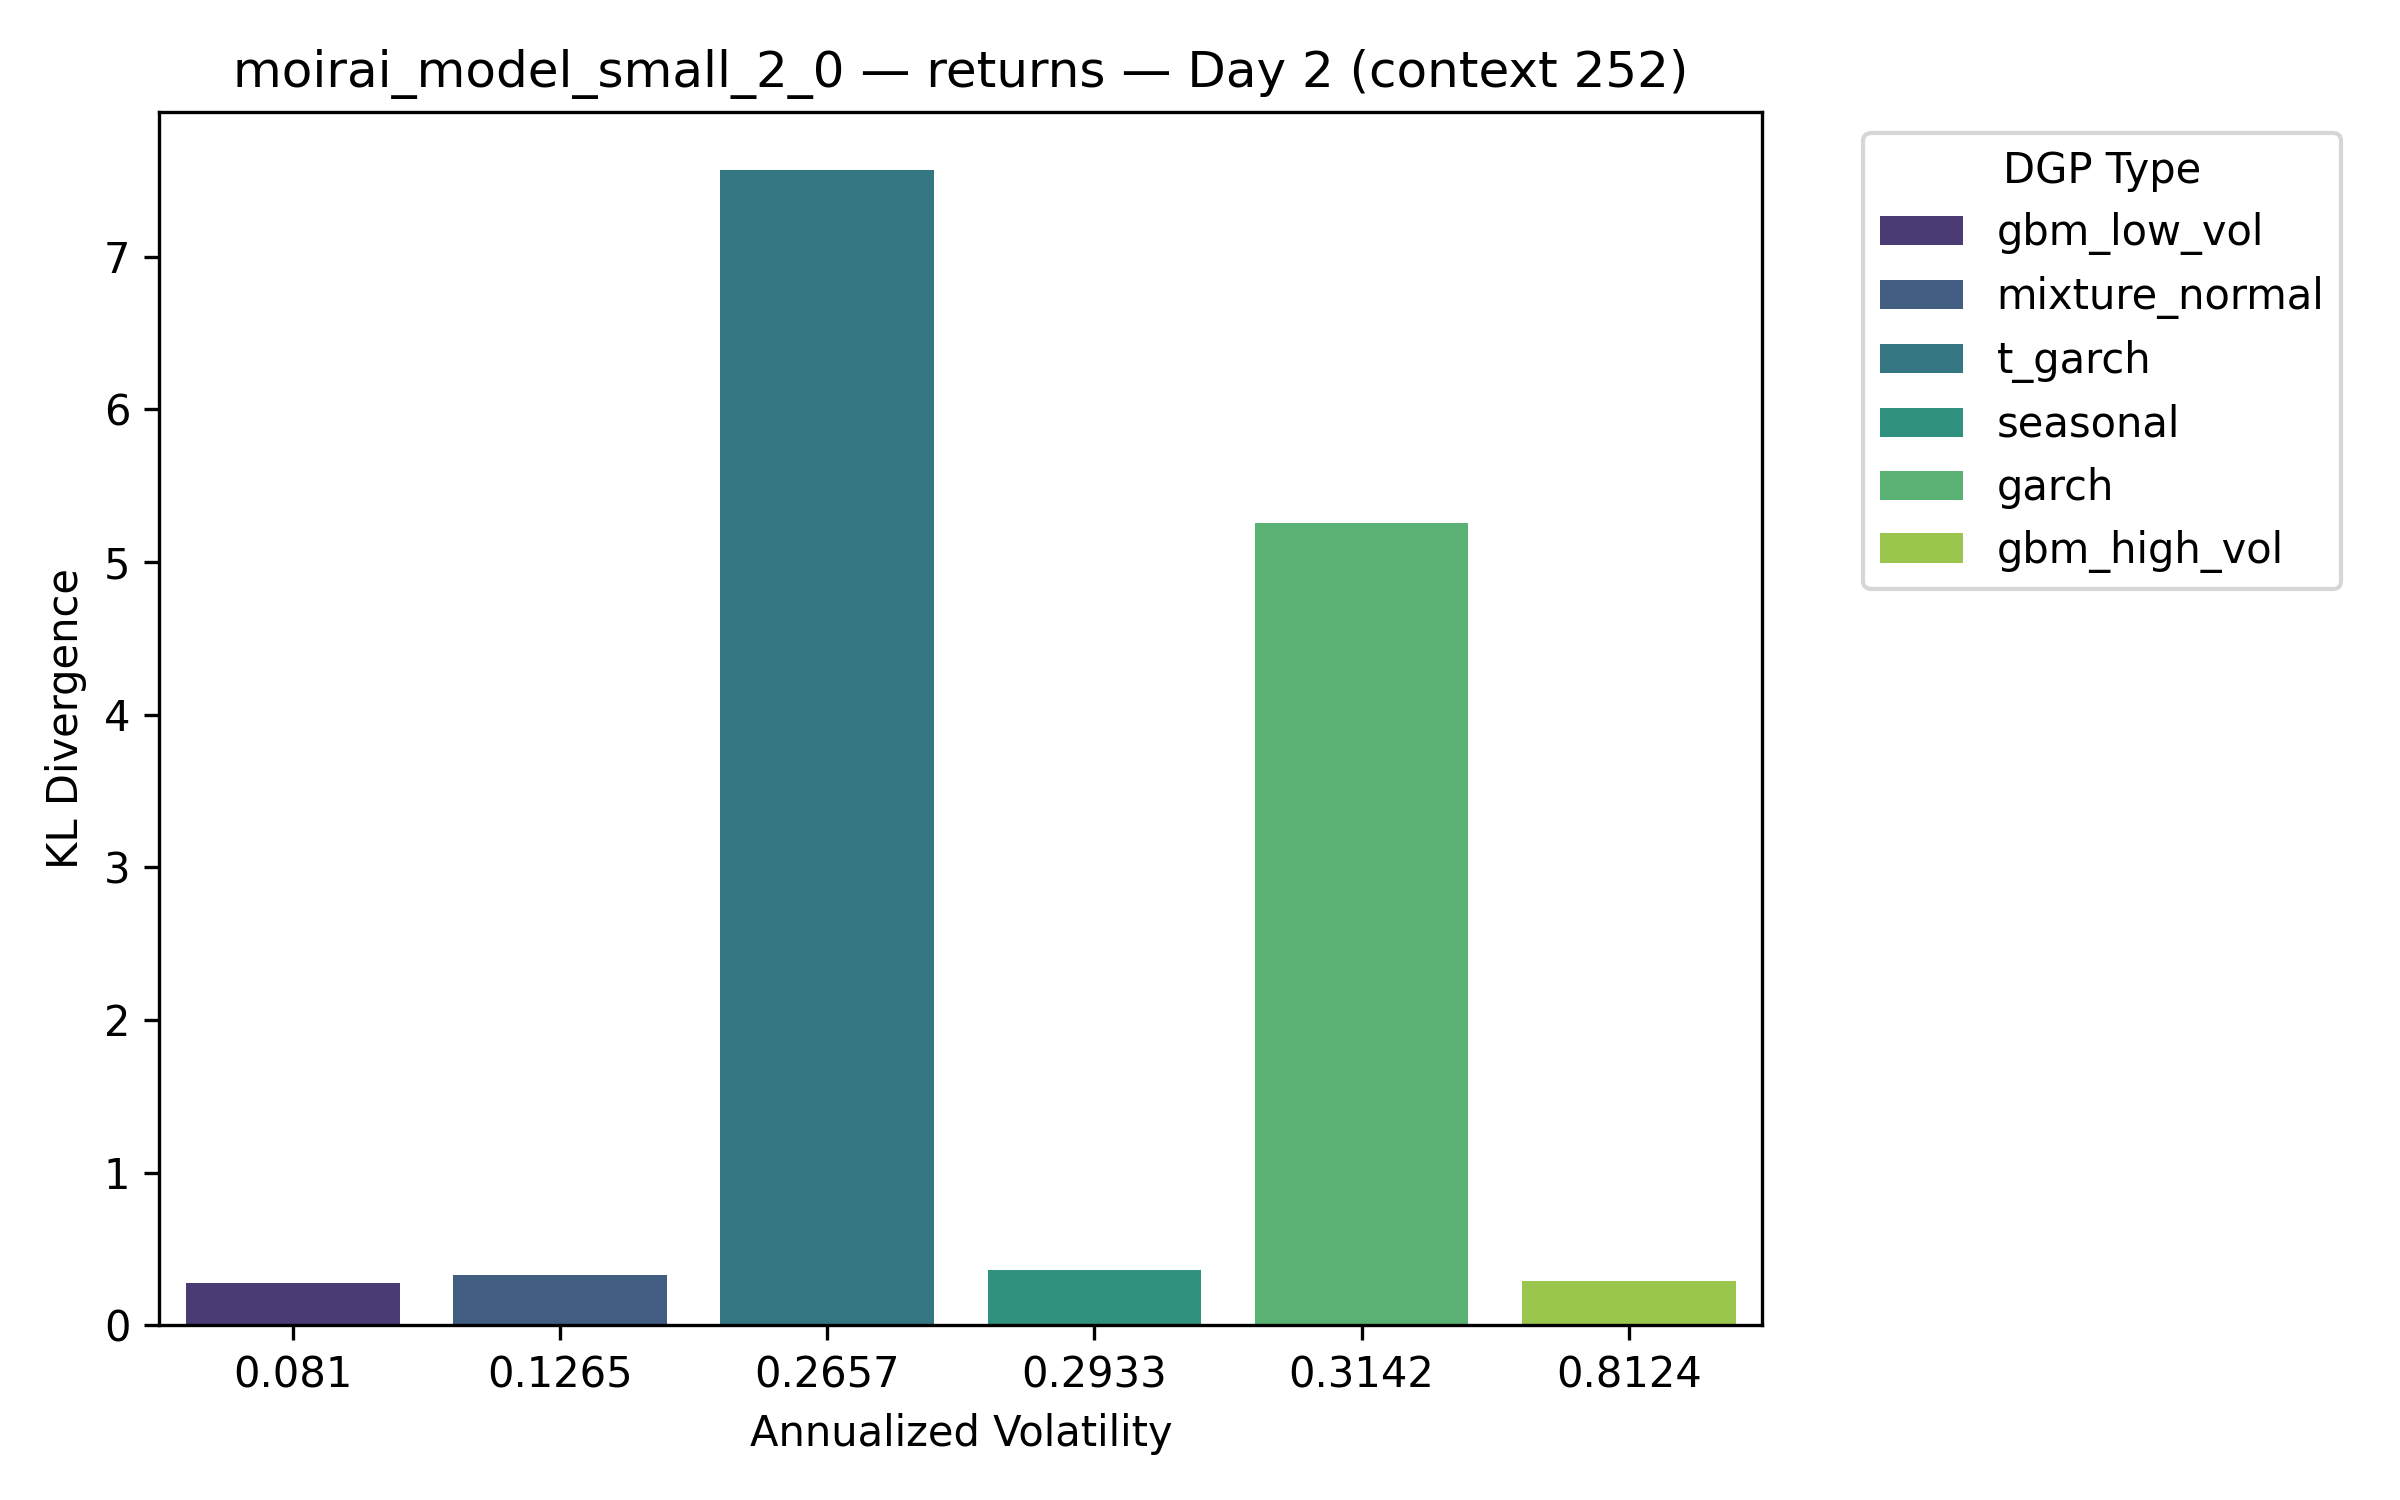 moirai_model_small_2_0 — returns — Day 2 (context 252)
DGP Type
gbm_low_vol
mixture_normal
t_garch
seasonal
garch
gbm_high_vol
KL Divergence
7
6
5
4
3
2
1
0
0.081 0.1265 0.2657 0.2933 0.3142 0.8124
Annualized Volatility